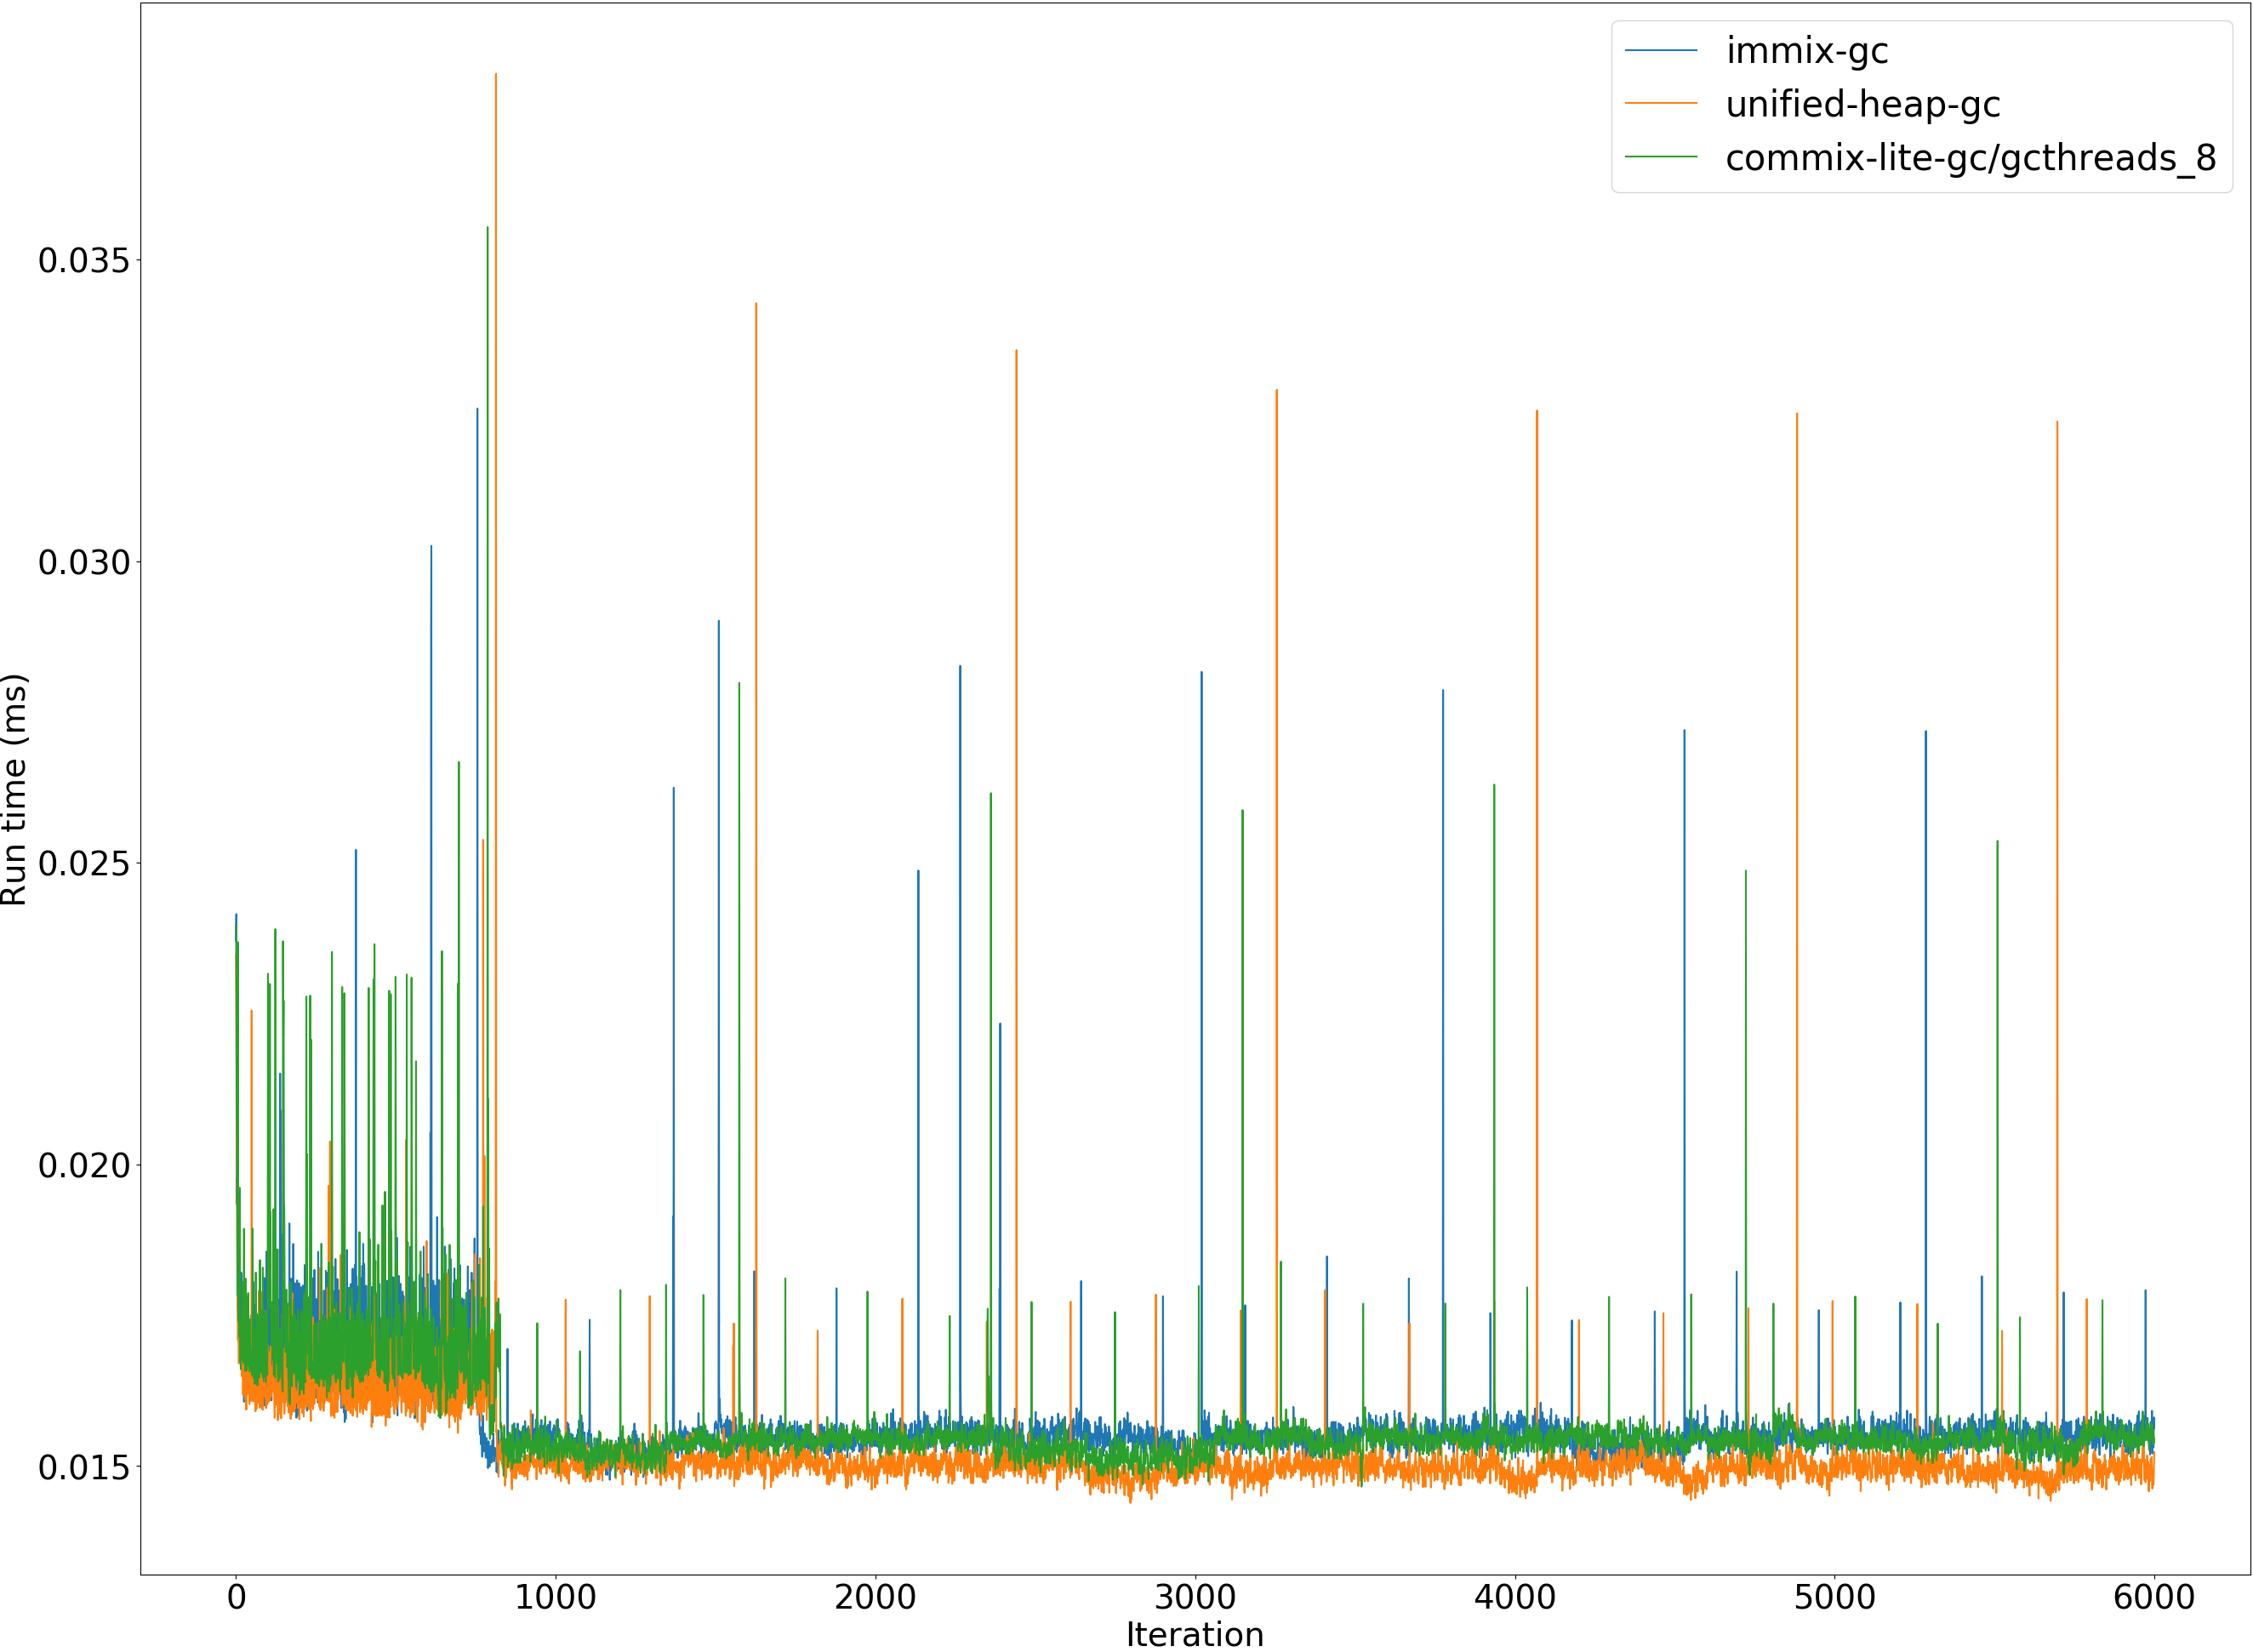 immix-gc
unified-heap-gc
commix-lite-gc/gcthreads_8
Run time (ms)
0.035
0.030
0.025
0.020
0.015
0 1000 2000 3000 4000 5000 6000
Iteration